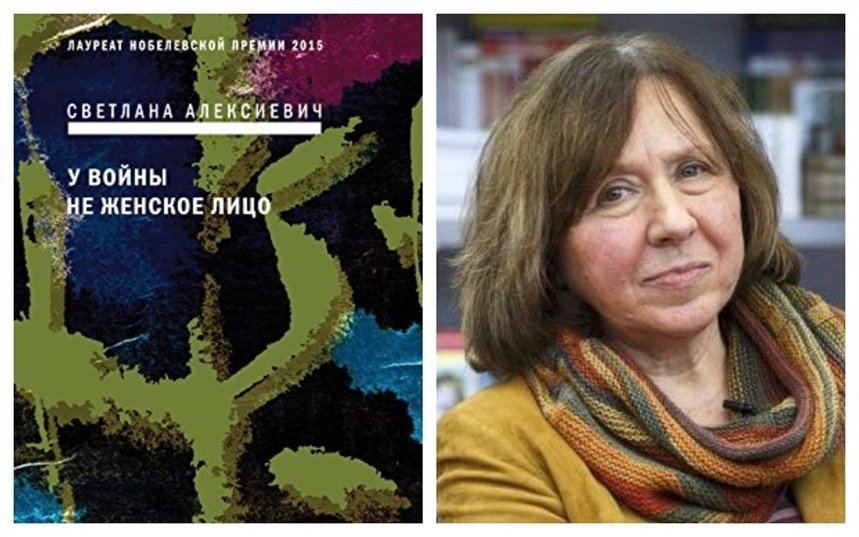 ЛАУРЕАТ НОБЕЛЕВСКОЙ ПРЕМИИ 2015
СВЕТЛАНА АЛЕКСИЕВИЧ
У ВОЙНЫ
НЕ ЖЕНСКОЕ ЛИЦО